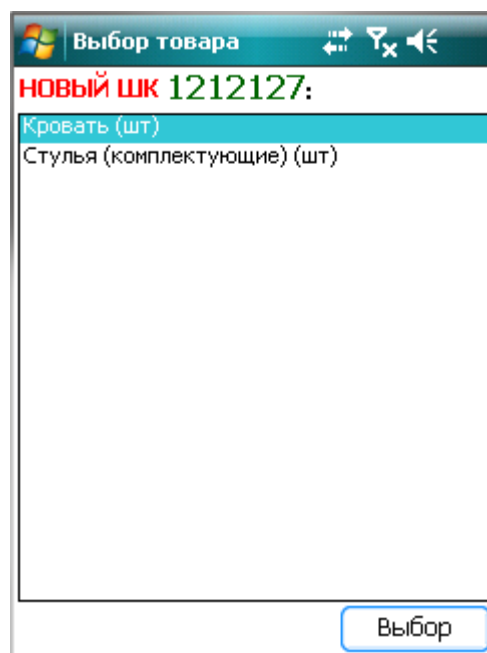 Выбор товара
новый шк 1212127:
Кровать (шт)
Стулья (комплектующие) (шт)
Выбор